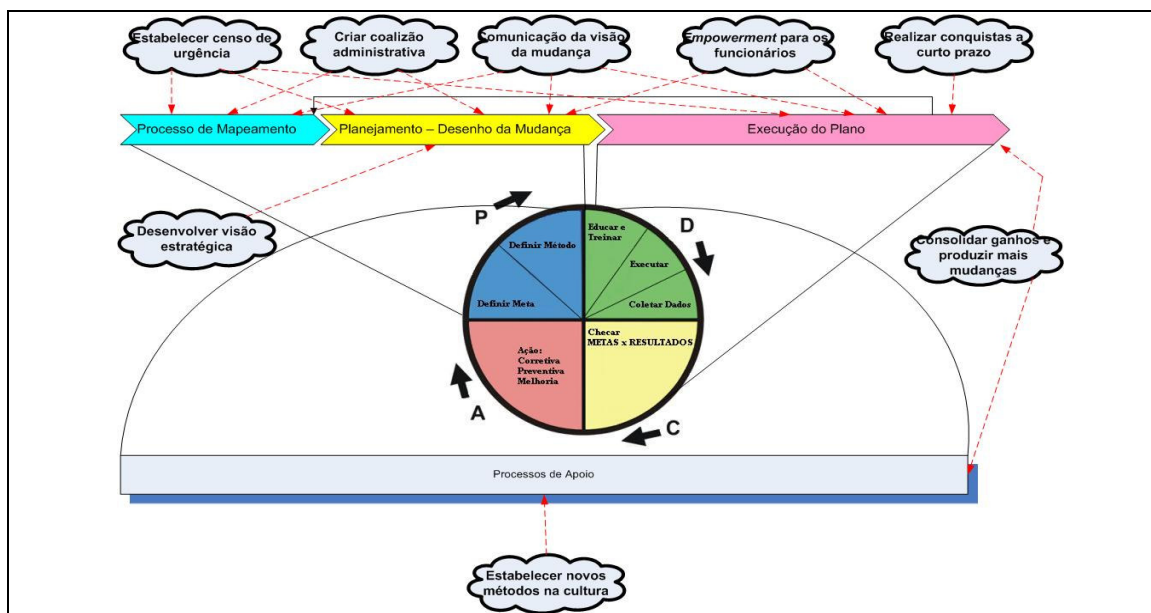 Estabelecer censo de
urgência
Criar coalizão
administrativa
Comunicação da visão
da mudança
Empowerment para os
funcionários
Realizar conquistas a
curto prazo
Processo de Mapeamento
Planejamento – Desenho da Mudança
Execução do Plano
Desenvolver visão
estratégica
P
D
Definir Método
Educar e
Treinar
Executar
Definir Meta
Coletar Dados
Consolidar ganhos e
produzir mais
mudanças
Ação:
Corretiva
Preventiva
Melhoria
Checar
METAS x RESULTADOS
A
C
Processos de Apoio
Estabelecer novos
métodos na cultura